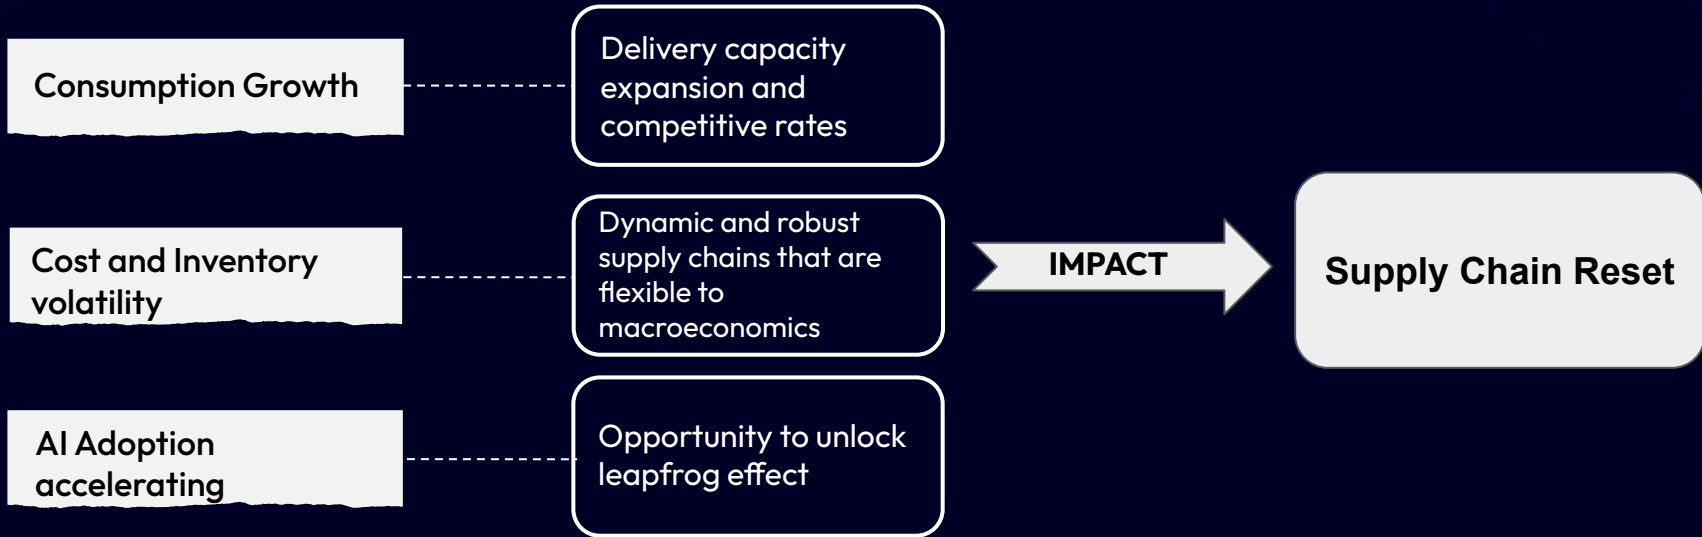 Consumption Growth
Delivery capacity
expansion and
competitive rates
Cost and Inventory
volatility
Dynamic and robust
supply chains that are
flexible to
macroeconomics
IMPACT
Supply Chain Reset
AI Adoption
accelerating
Opportunity to unlock
leapfrog effect